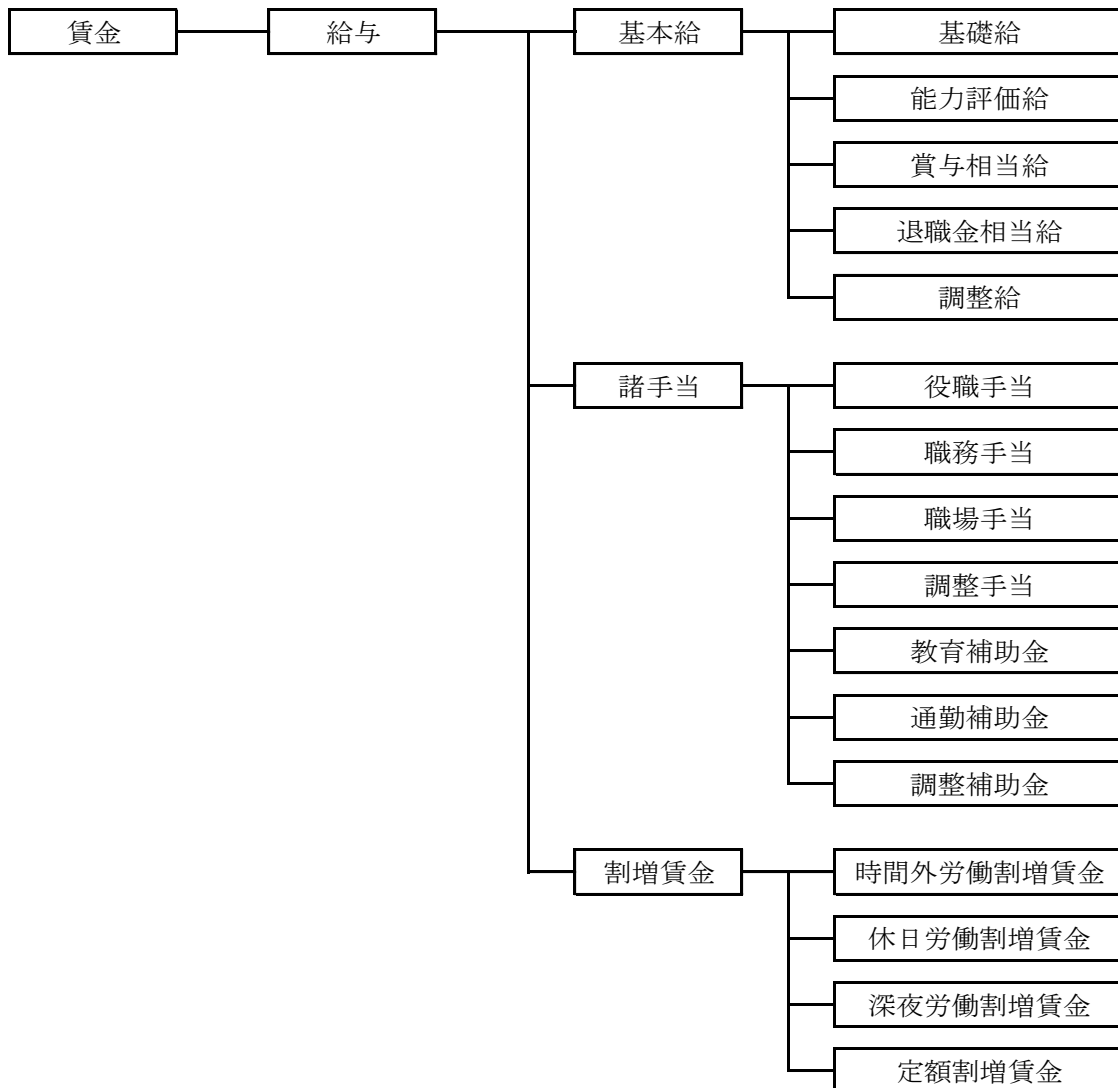 賃金
給与
基本給
基礎給
能力評価給
賞与相当給
退職金相当給
調整給
諸手当
役職手当
職務手当
職場手当
調整手当
教育補助金
通勤補助金
調整補助金
割増賃金
時間外労働割増賃金
休日労働割増賃金
深夜労働割増賃金
定額割増賃金